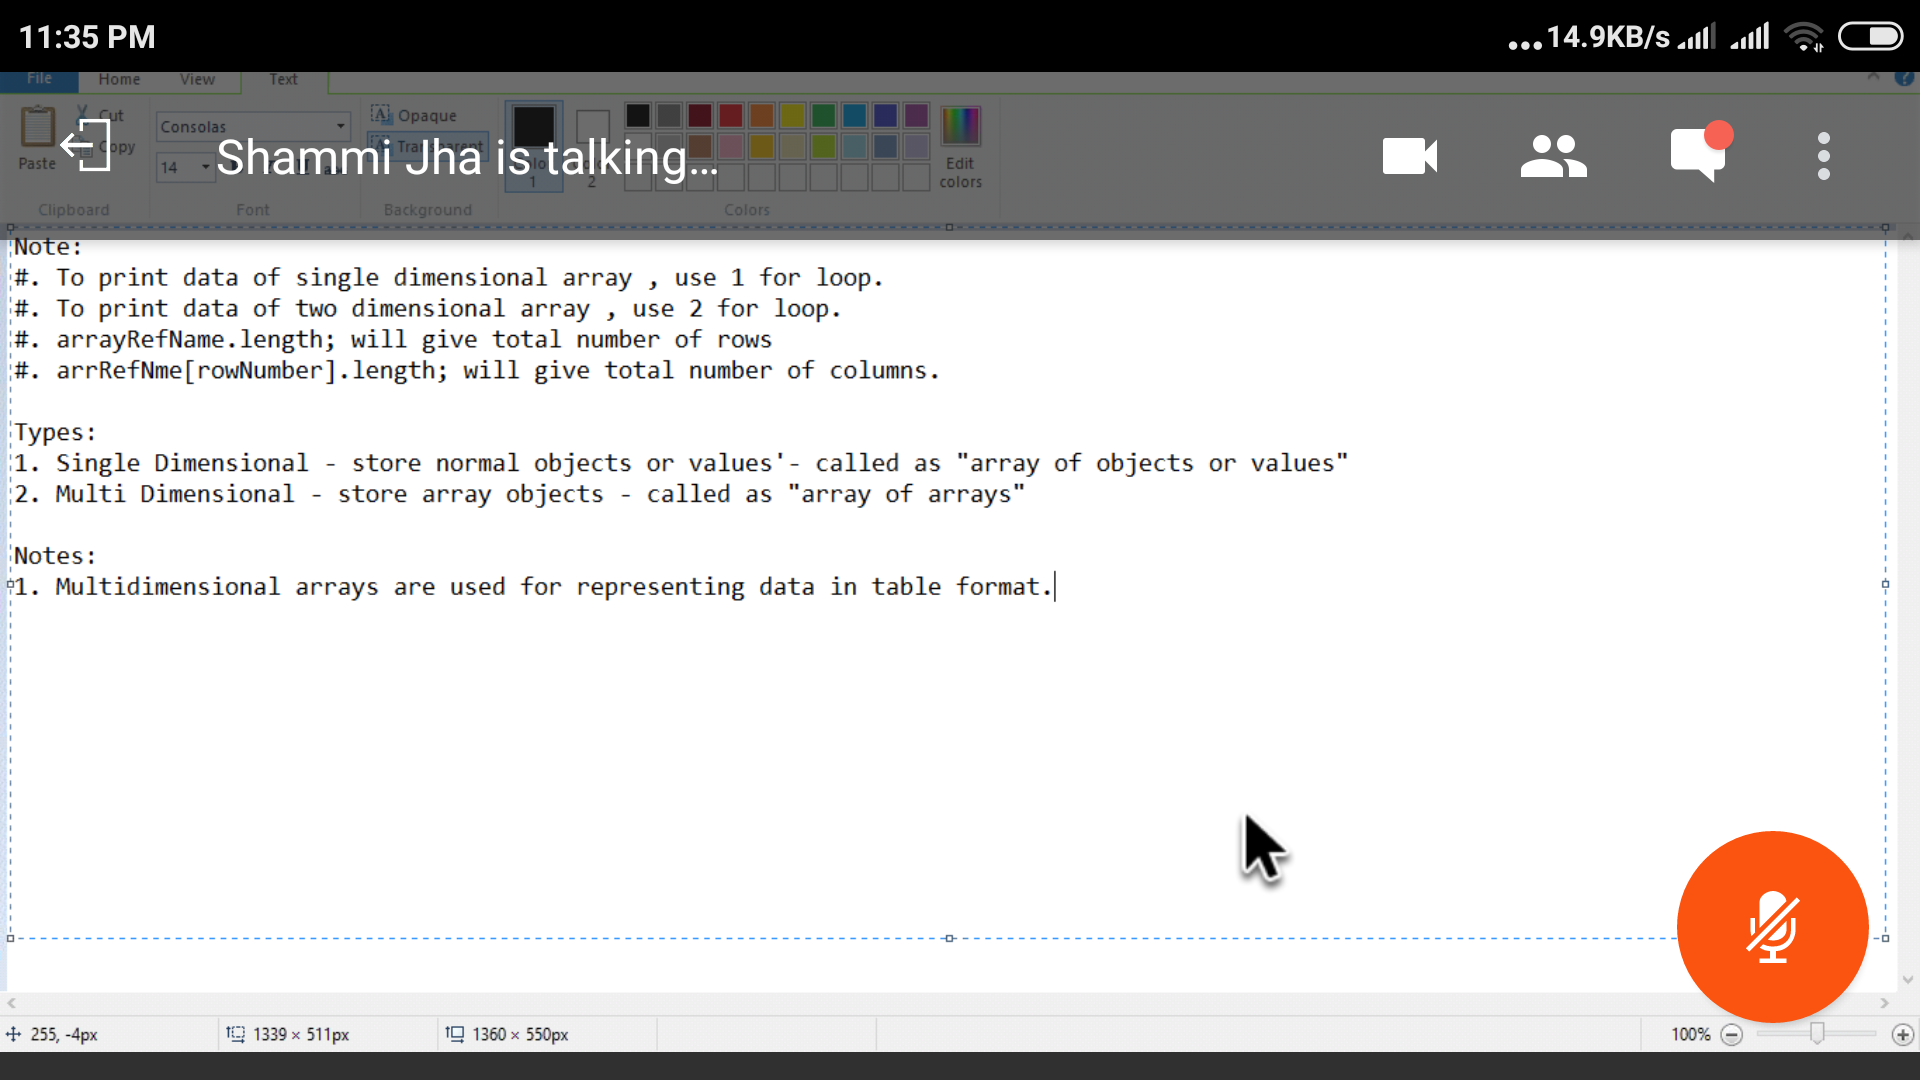 11:35 PM
...14.9KB/s
File Home View Text
Cut
Copy
Paste
Consolas
14
Opaque
Transparent
Shammi Jha is talking...
1
2
Edit
colors
Clipboard Font Background Colors
Note:
#. To print data of single dimensional array , use 1 for loop.
#. To print data of two dimensional array , use 2 for loop.
#. arrayRefName.length; will give total number of rows
#. arrRefNme[rowNumber].length; will give total number of columns.
Types:
1. Single Dimensional - store normal objects or values'- called as "array of objects or values"
2. Multi Dimensional - store array objects - called as "array of arrays"
Notes:
1. Multidimensional arrays are used for representing data in table format.
255, -4px 1339 × 511px 1360 × 550px 100%